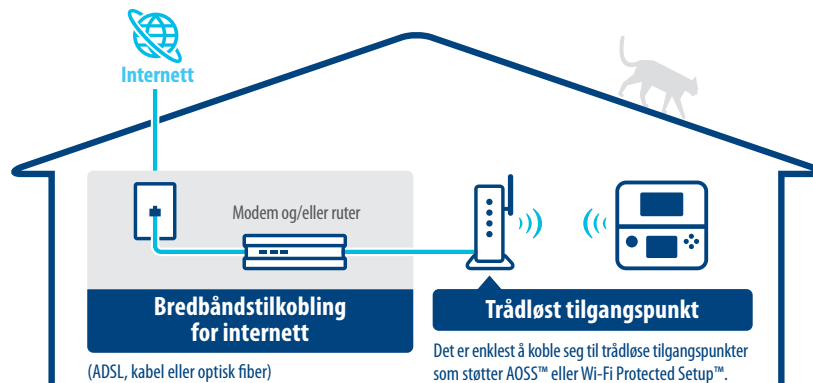 Internett
Modem og/eller ruter
Bredbåndstilkobling
for internett
(ADSL, kabel eller optisk fiber)
Trådløst tilgangspunkt
Det er enklest å koble seg til trådløse tilgangspunkter
som støtter AOSS™ eller Wi-Fi Protected Setup™.